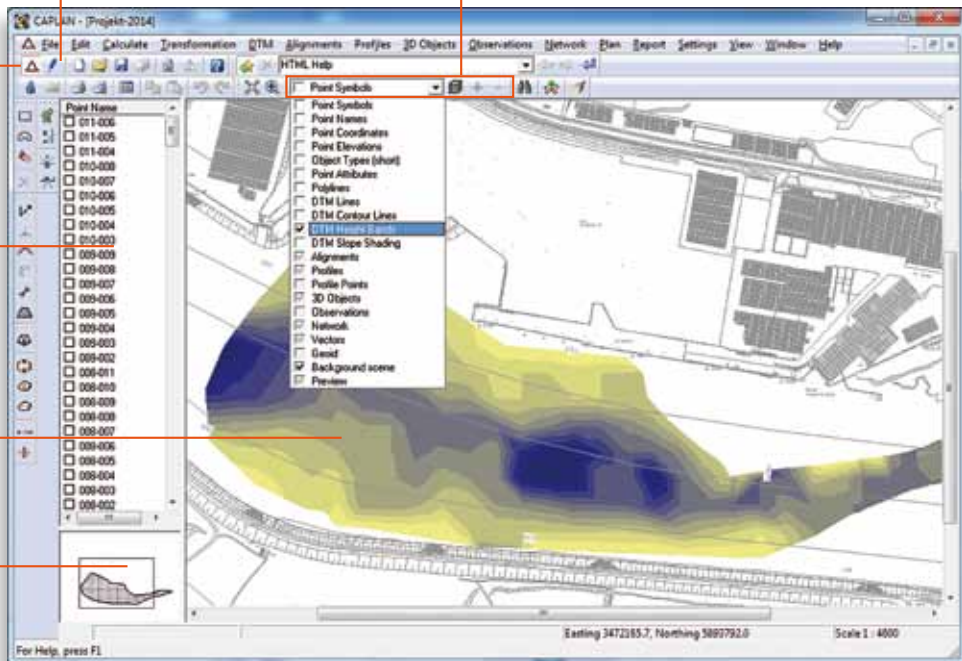 CAPLAN - [Projekt-2014]
File Edit Calculate Transformation DTM Alignments Profiles 3D Objects Observations Network Plan Report Settings View Window Help
HTML Help
Point Symbols
Point Symbols
Point Names
Point Coordinates
Point Elevations
Object Types (short)
Point Attributes
Polylines
DTM Lines
DTM Contour Lines
DTM Height Bands
DTM Slope Shading
Alignments
Profiles
Profile Points
3D Objects
Observations
Network
Vectors
Geoid
Background scene
Preview
Point Name
011-006
011-005
011-004
010-008
010-007
010-006
010-005
010-004
010-003
009-009
009-008
009-007
009-006
009-005
009-004
009-003
009-002
008-011
008-010
008-009
008-008
008-007
008-006
008-005
008-004
008-003
008-002
Easting 3472165.7, Northing 5893792.0
Scale 1 : 4600
For Help, press F1